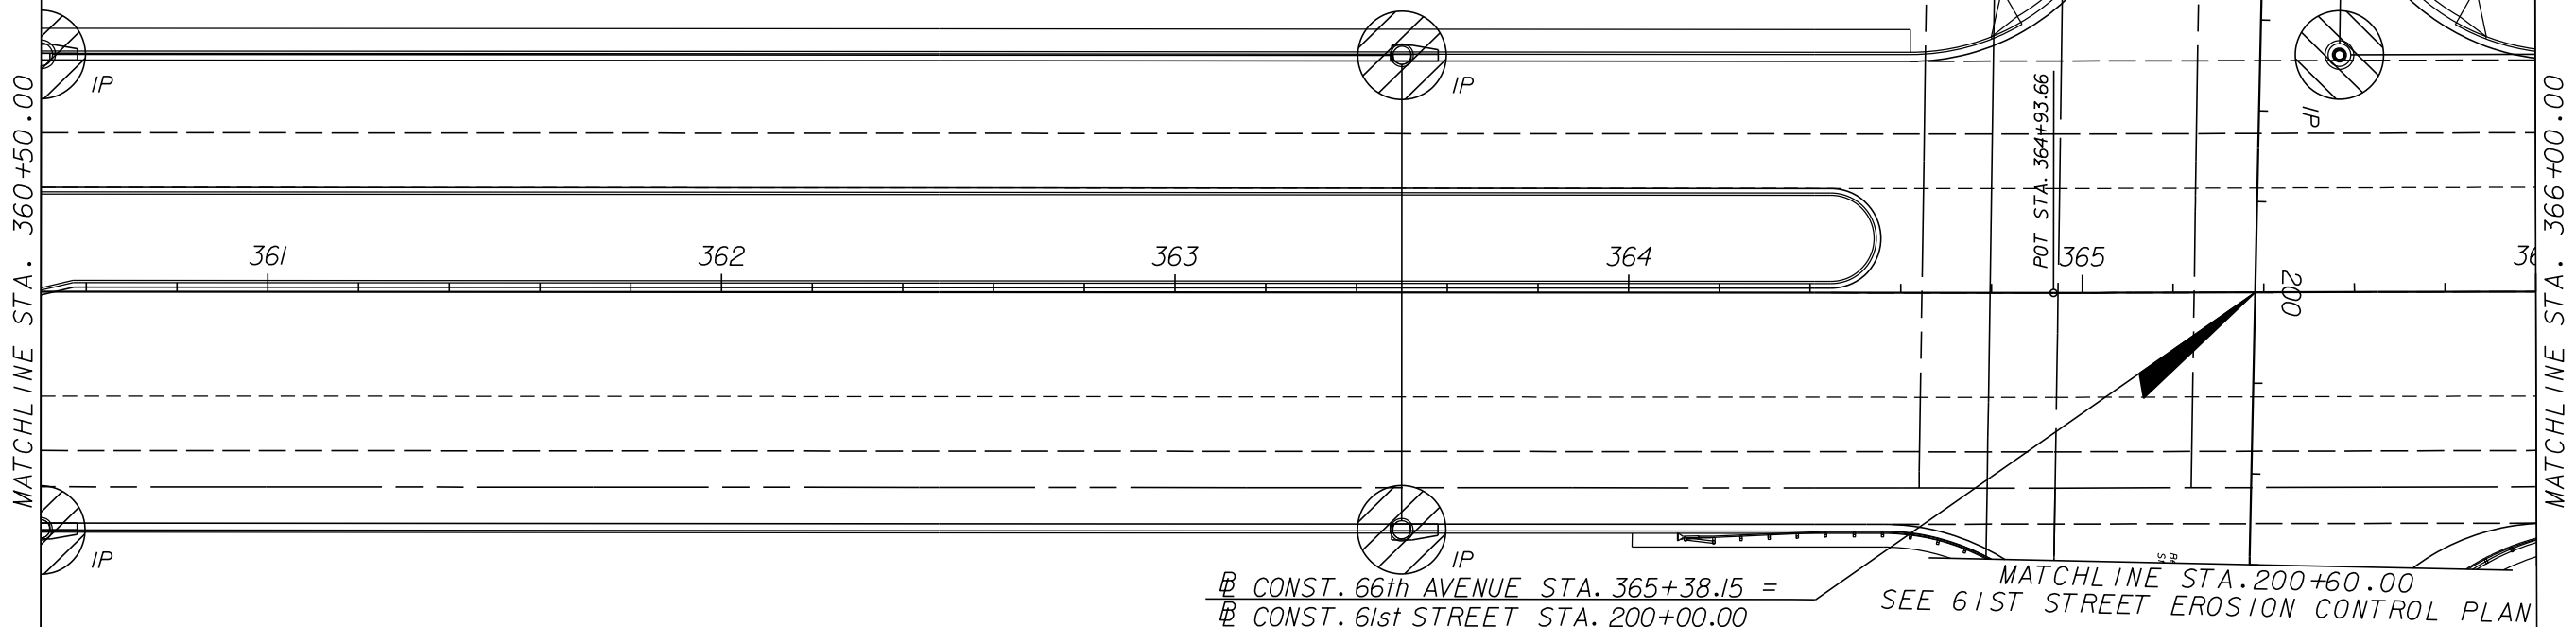 IP
IP
IP
MATCHLINE STA. 360+50.00
POT STA. 364+93.66
MATCHLINE STA. 366+00.00
361
362
363
364
365
200
IP
IP
℄ CONST. 66th AVENUE STA. 365+38.15 =
℄ CONST. 61st STREET STA. 200+00.00
MATCHLINE STA. 200+60.00
SEE 61ST STREET EROSION CONTROL PLAN